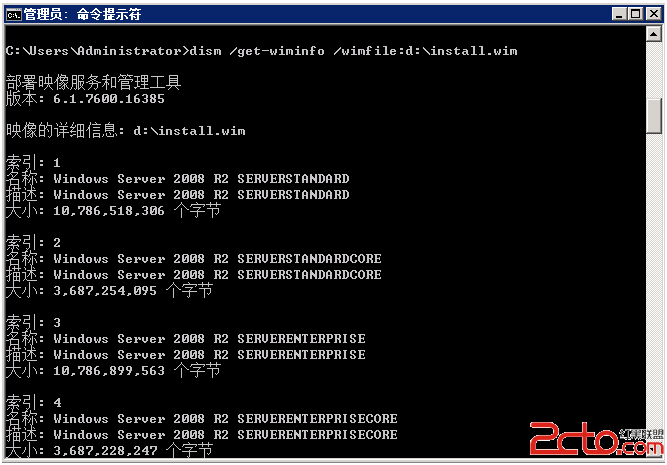 管理员: 命令提示符
C:\Users\Administrator>dism /get-wiminfo /wimfile:d:\install.wim
部署映像服务和管理工具
版本: 6.1.7600.16385
映像的详细信息: d:\install.wim
索引: 1
名称: Windows Server 2008 R2 SERVERSTANDARD
描述: Windows Server 2008 R2 SERVERSTANDARD
大小: 10,786,518,306 个字节
索引: 2
名称: Windows Server 2008 R2 SERVERSTANDARDCORE
描述: Windows Server 2008 R2 SERVERSTANDARDCORE
大小: 3,687,254,095 个字节
索引: 3
名称: Windows Server 2008 R2 SERVERENTERPRISE
描述: Windows Server 2008 R2 SERVERENTERPRISE
大小: 10,786,899,563 个字节
索引: 4
名称: Windows Server 2008 R2 SERVERENTERPRISECORE
描述: Windows Server 2008 R2 SERVERENTERPRISECORE
大小: 3,687,228,247 个字节
2cto.com
红黑联盟